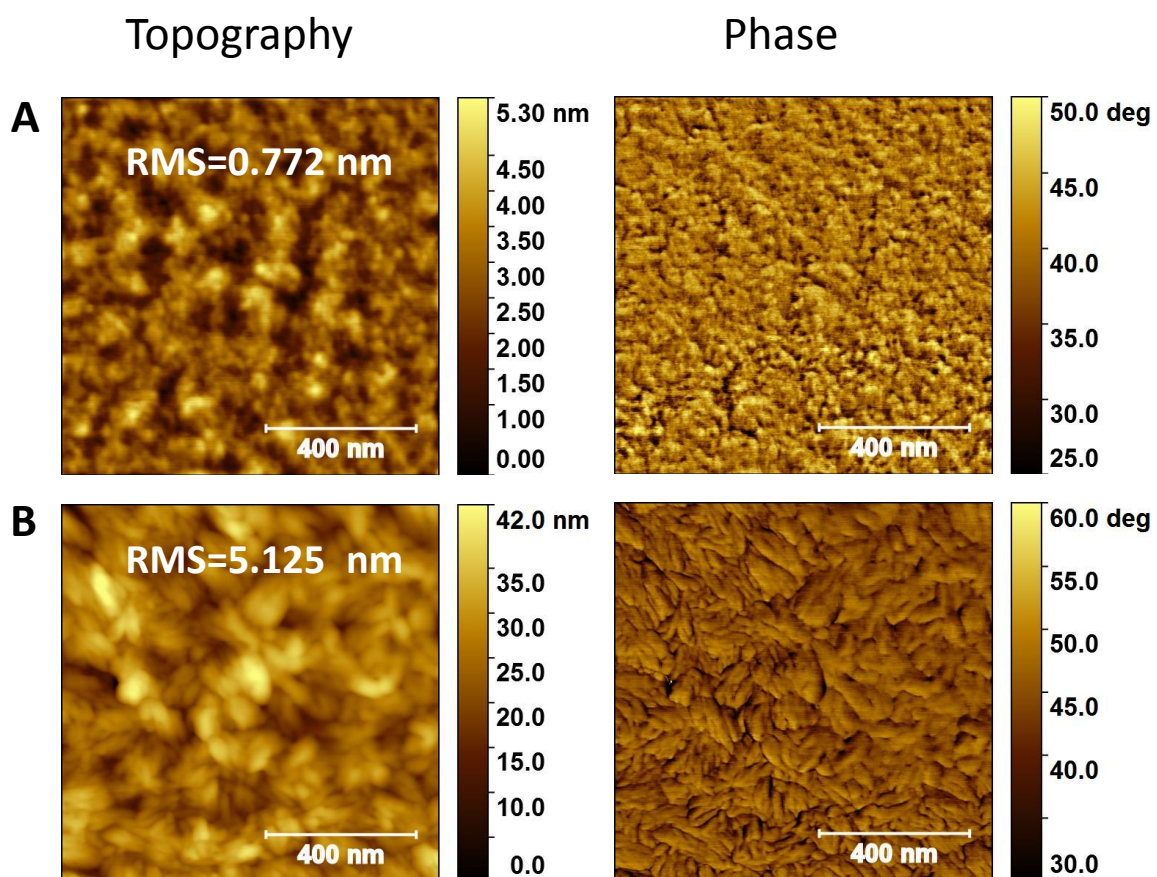 Topography
Phase
A
RMS=0.772 nm
5.30 nm
4.50
4.00
3.50
3.00
2.50
2.00
1.50
1.00
0.00
400 nm
50.0 deg
45.0
40.0
35.0
30.0
25.0
400 nm
B
RMS=5.125 nm
42.0 nm
35.0
30.0
25.0
20.0
10.0
0.0
400 nm
60.0 deg
55.0
50.0
45.0
40.0
30.0
400 nm